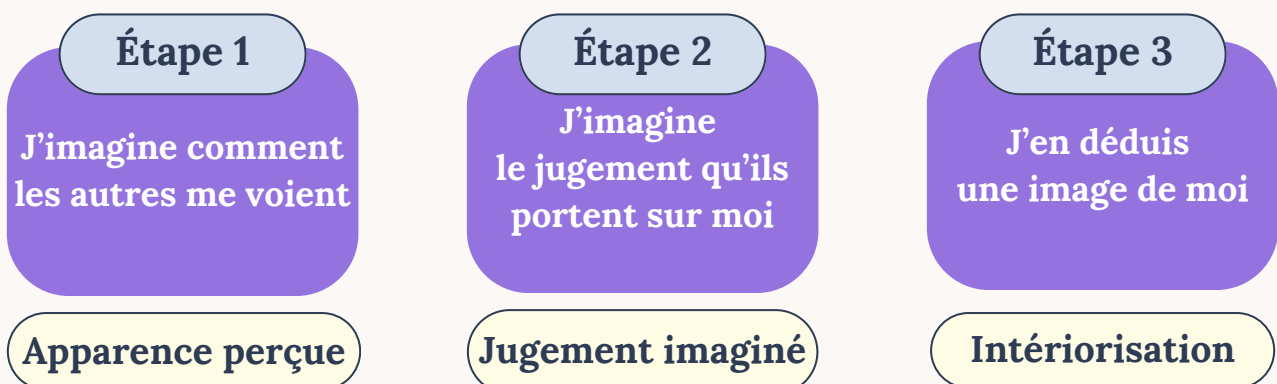 Étape 1
J’imagine comment
les autres me voient
Apparence perçue
Étape 2
J’imagine
le jugement qu’ils
portent sur moi
Jugement imaginé
Étape 3
J’en déduis
une image de moi
Intériorisation